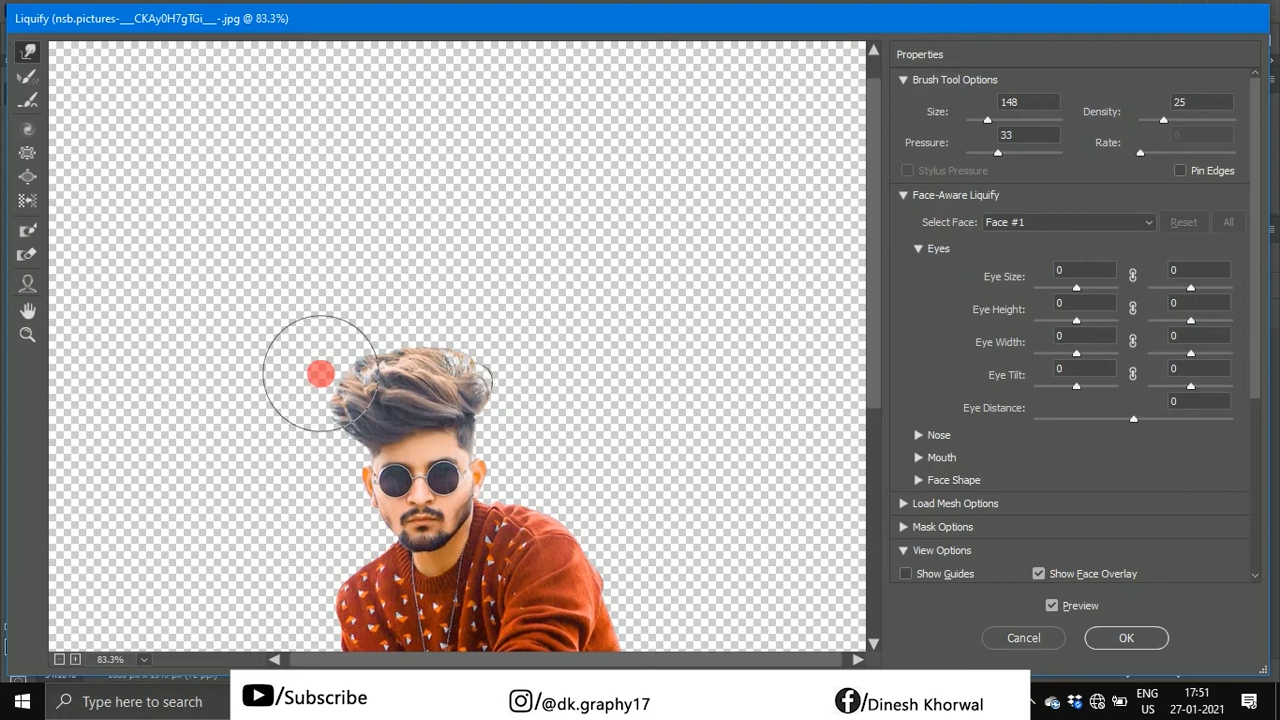 Liquify (nsb.pictures-___CKAy0H7gTGi___-.jpg @ 83.3%)
Properties
Brush Tool Options
Size: 148 Density: 25
Pressure: 33 Rate: 0
Stylus Pressure Pin Edges
Face-Aware Liquify
Select Face: Face #1 Reset All
Eyes
Eye Size: 0 0
Eye Height: 0 0
Eye Width: 0 0
Eye Tilt: 0 0
Eye Distance: 0
Nose
Mouth
Face Shape
Load Mesh Options
Mask Options
View Options
Show Guides Show Face Overlay
Preview
Cancel OK
83.3%
Type here to search
/Subscribe
/@dk.graphy17
/Dinesh Khorwal
ENG
US
17:51
27-01-2021